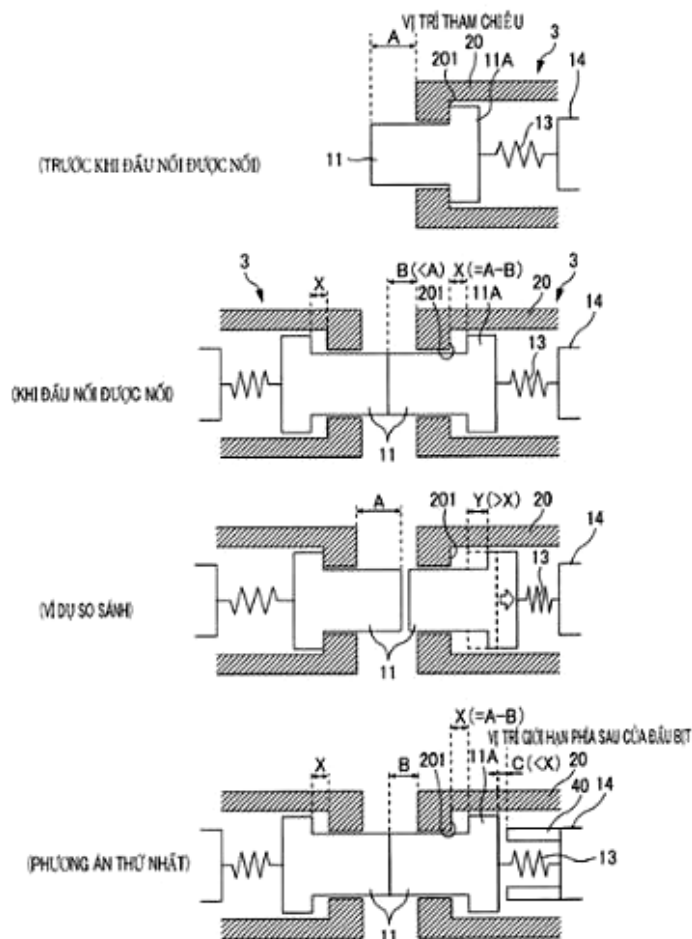 VỊ TRÍ THAM CHIẾU
A
20
3
201
11A
14
13
11
(TRƯỚC KHI ĐẦU NỐI ĐƯỢC NỐI)
3
X
B(<A)
X(=A-B)
3
201
11A
20
14
13
(KHI ĐẦU NỐI ĐƯỢC NỐI)
11
A
201
Y(>X)
20
14
13
(VÍ DỤ SO SÁNH)
11
X(=A-B)
VỊ TRÍ GIỚI HẠN PHÍA SAU CỦA ĐẦU BỊT
X
B
201
11A
C(<X)
20
40
14
13
(PHƯƠNG ÁN THỨ NHẤT)
11